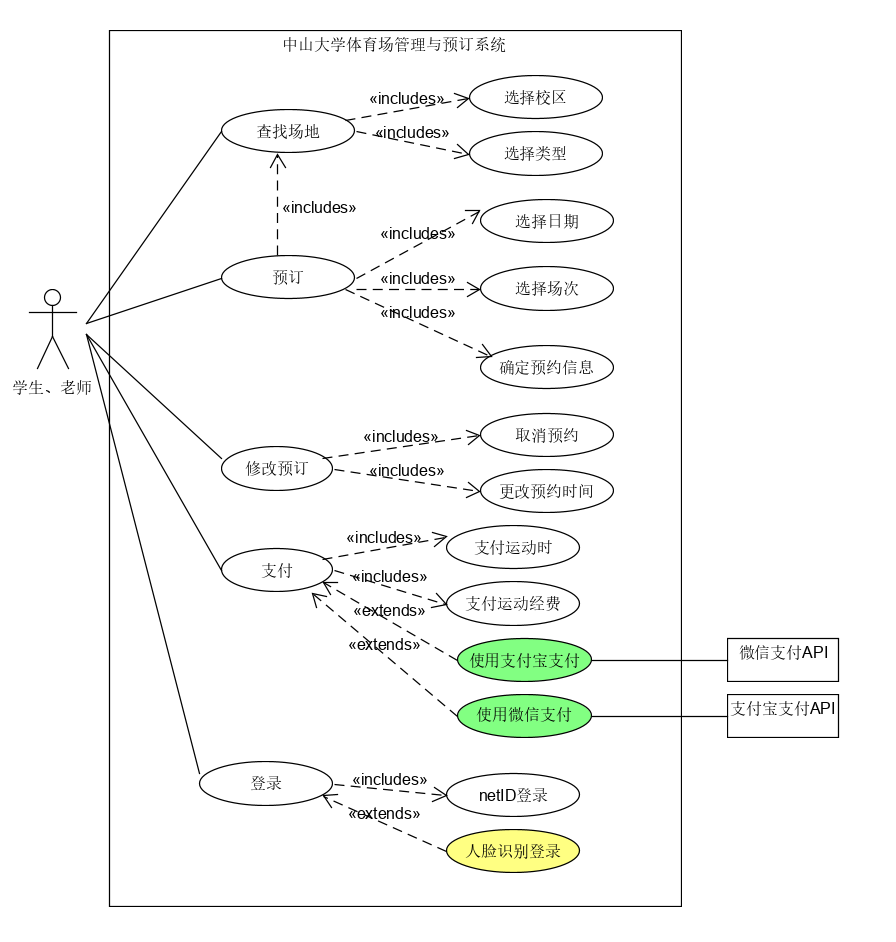 中山大学体育场管理与预订系统
«includes»
选择校区
查找场地
«includes»
选择类型
«includes»
选择日期
«includes»
预订
«includes»
选择场次
«includes»
确定预约信息
学生、老师
«includes»
取消预约
修改预订
«includes»
更改预约时间
«includes»
支付运动时
支付
«includes»
支付运动经费
«extends»
«extends»
使用支付宝支付
微信支付API
使用微信支付
支付宝支付API
登录
«includes»
netID登录
«extends»
人脸识别登录